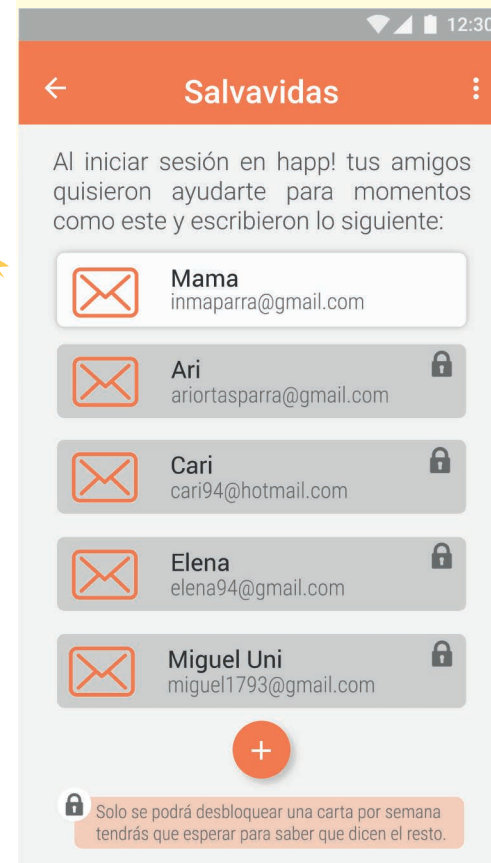 12:30
Salvavidas
Al iniciar sesión en happ! tus amigos
quisieron ayudarte para momentos
como este y escribieron lo siguiente:
Mama
inmaparra@gmail.com
Ari
ariortasparra@gmail.com
Cari
cari94@hotmail.com
Elena
elena94@gmail.com
Miguel Uni
miguel1793@gmail.com
+
Solo se podrá desbloquear una carta por semana
tendrás que esperar para saber que dicen el resto.